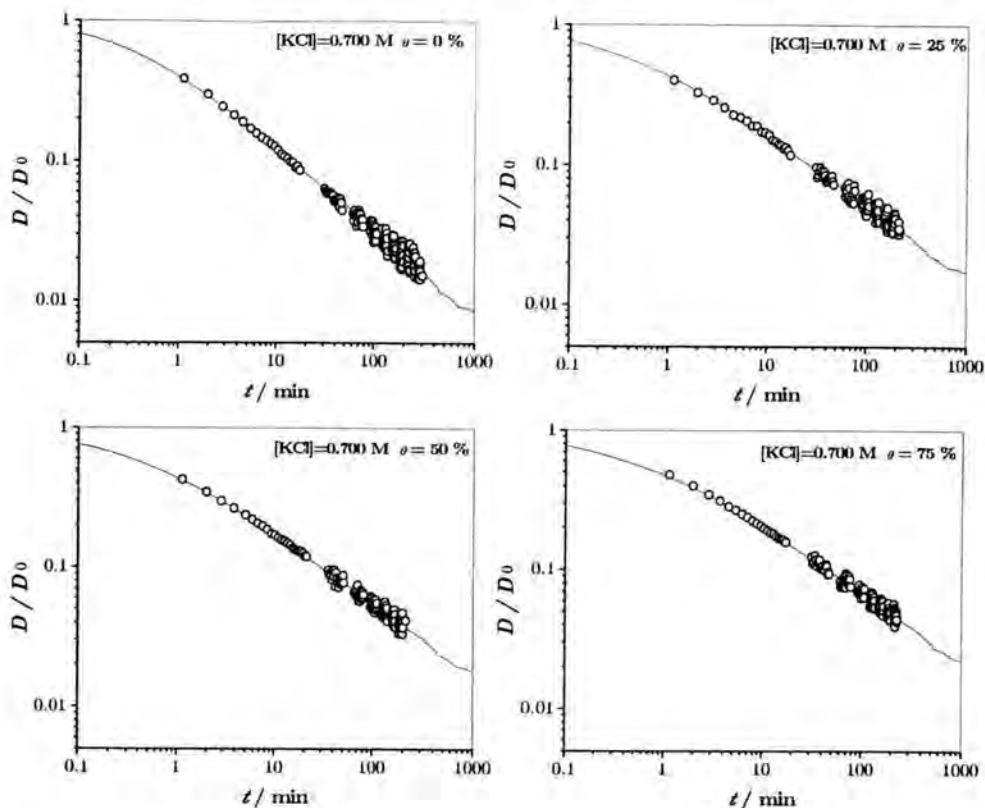 [KCl]=0.700 M θ = 0 %
D / D0
1
0.1
0.01
0.1 1 10 100 1000
t / min
[KCl]=0.700 M θ = 25 %
D / D0
1
0.1
0.01
0.1 1 10 100 1000
t / min
[KCl]=0.700 M θ = 50 %
D / D0
1
0.1
0.01
0.1 1 10 100 1000
t / min
[KCl]=0.700 M θ = 75 %
D / D0
1
0.1
0.01
0.1 1 10 100 1000
t / min